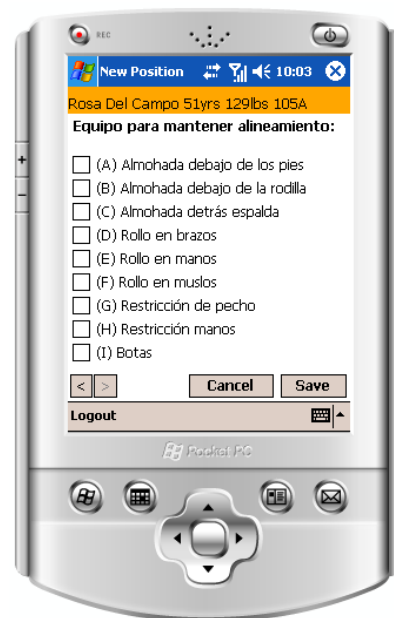 REC
New Position 10:03
Rosa Del Campo 51yrs 129lbs 105A
Equipo para mantener alineamiento:
(A) Almohada debajo de los pies
(B) Almohada debajo de la rodilla
(C) Almohada detrás espalda
(D) Rollo en brazos
(E) Rollo en manos
(F) Rollo en muslos
(G) Restricción de pecho
(H) Restricción manos
(I) Botas
< > Cancel Save
Logout
Pocket PC